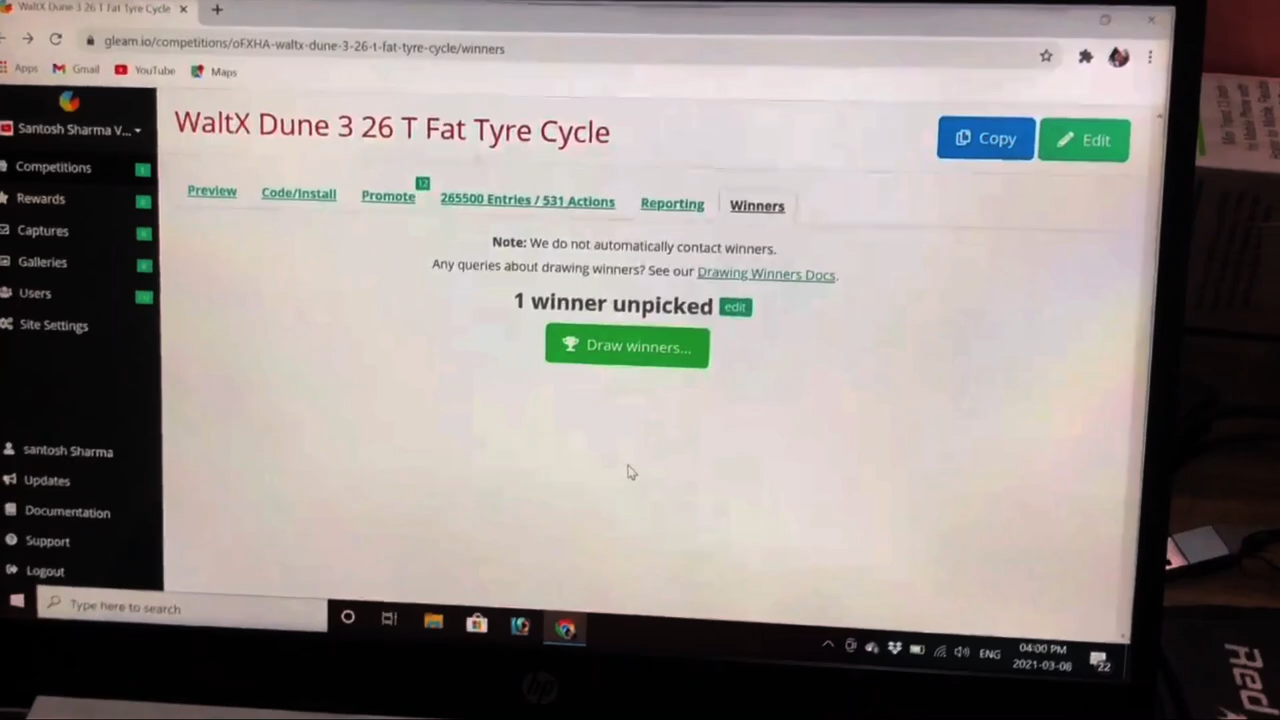 WaltX Dune 3 26 T Fat Tyre Cycle
gleam.io/competitions/oFXHA-waltx-dune-3-26-t-fat-tyre-cycle/winners
Apps Gmail YouTube Maps
Santosh Sharma V...
Competitions
Rewards
Captures
Galleries
Users
Site Settings
santosh Sharma
Updates
Documentation
Support
Logout
WaltX Dune 3 26 T Fat Tyre Cycle
Copy Edit
Preview Code/Install Promote 12 265500 Entries / 531 Actions Reporting Winners
Note: We do not automatically contact winners.
Any queries about drawing winners? See our Drawing Winners Docs.
1 winner unpicked edit
Draw winners...
Type here to search
ENG
04:00 PM
2021-03-08
22
hp
Red